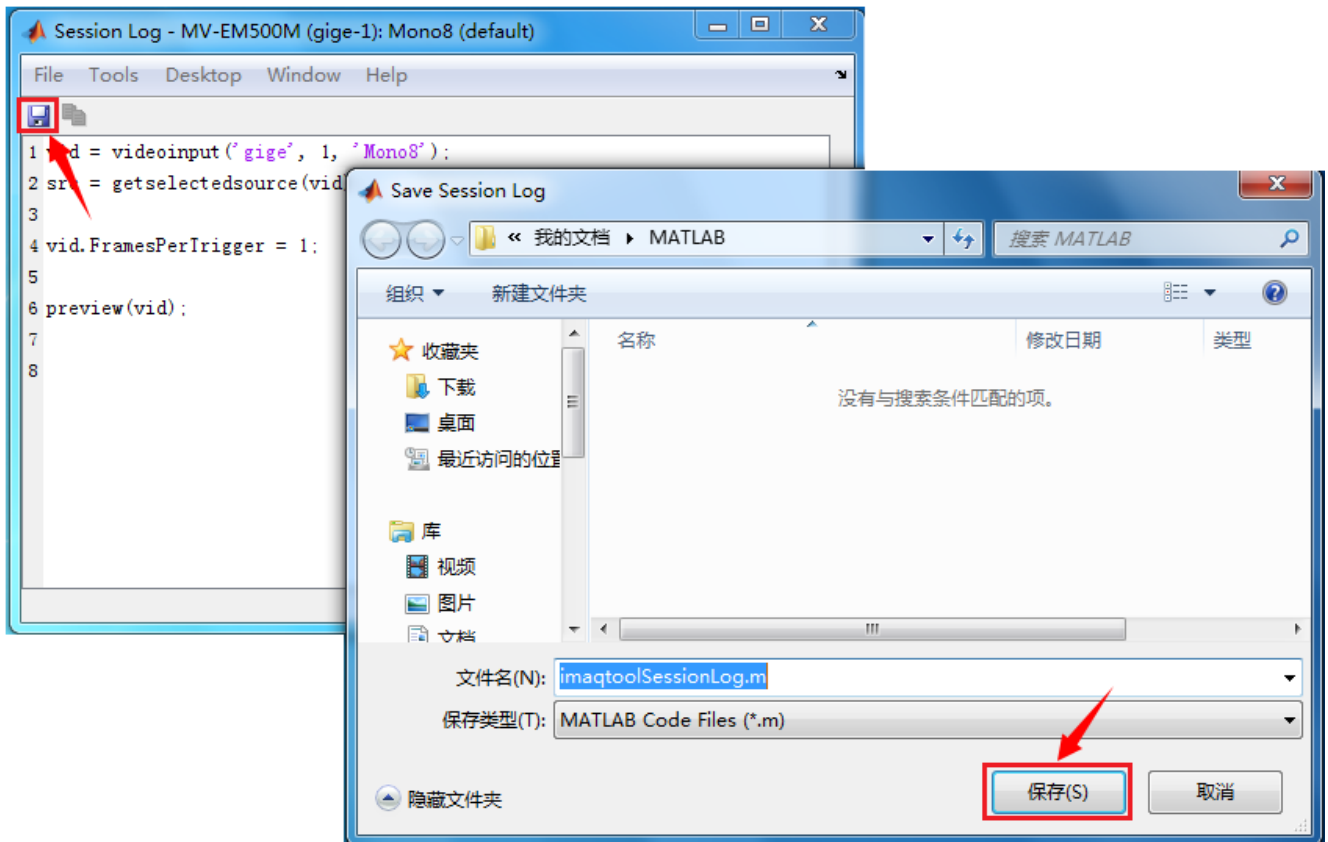 Session Log - MV-EM500M (gige-1): Mono8 (default)
File Tools Desktop Window Help
1 vid = videoinput('gige', 1, 'Mono8');
2 src = getselectedsource(vid
3
4 vid.FramesPerTrigger = 1;
5
6 preview(vid);
7
8
Save Session Log
« 我的文档 MATLAB
搜索 MATLAB
组织 新建文件夹
名称 修改日期 类型
没有与搜索条件匹配的项。
收藏夹
下载
桌面
最近访问的位置
库
视频
图片
文档
文件名(N): imaqtoolSessionLog.m
保存类型(T): MATLAB Code Files (*.m)
隐藏文件夹
保存(S) 取消